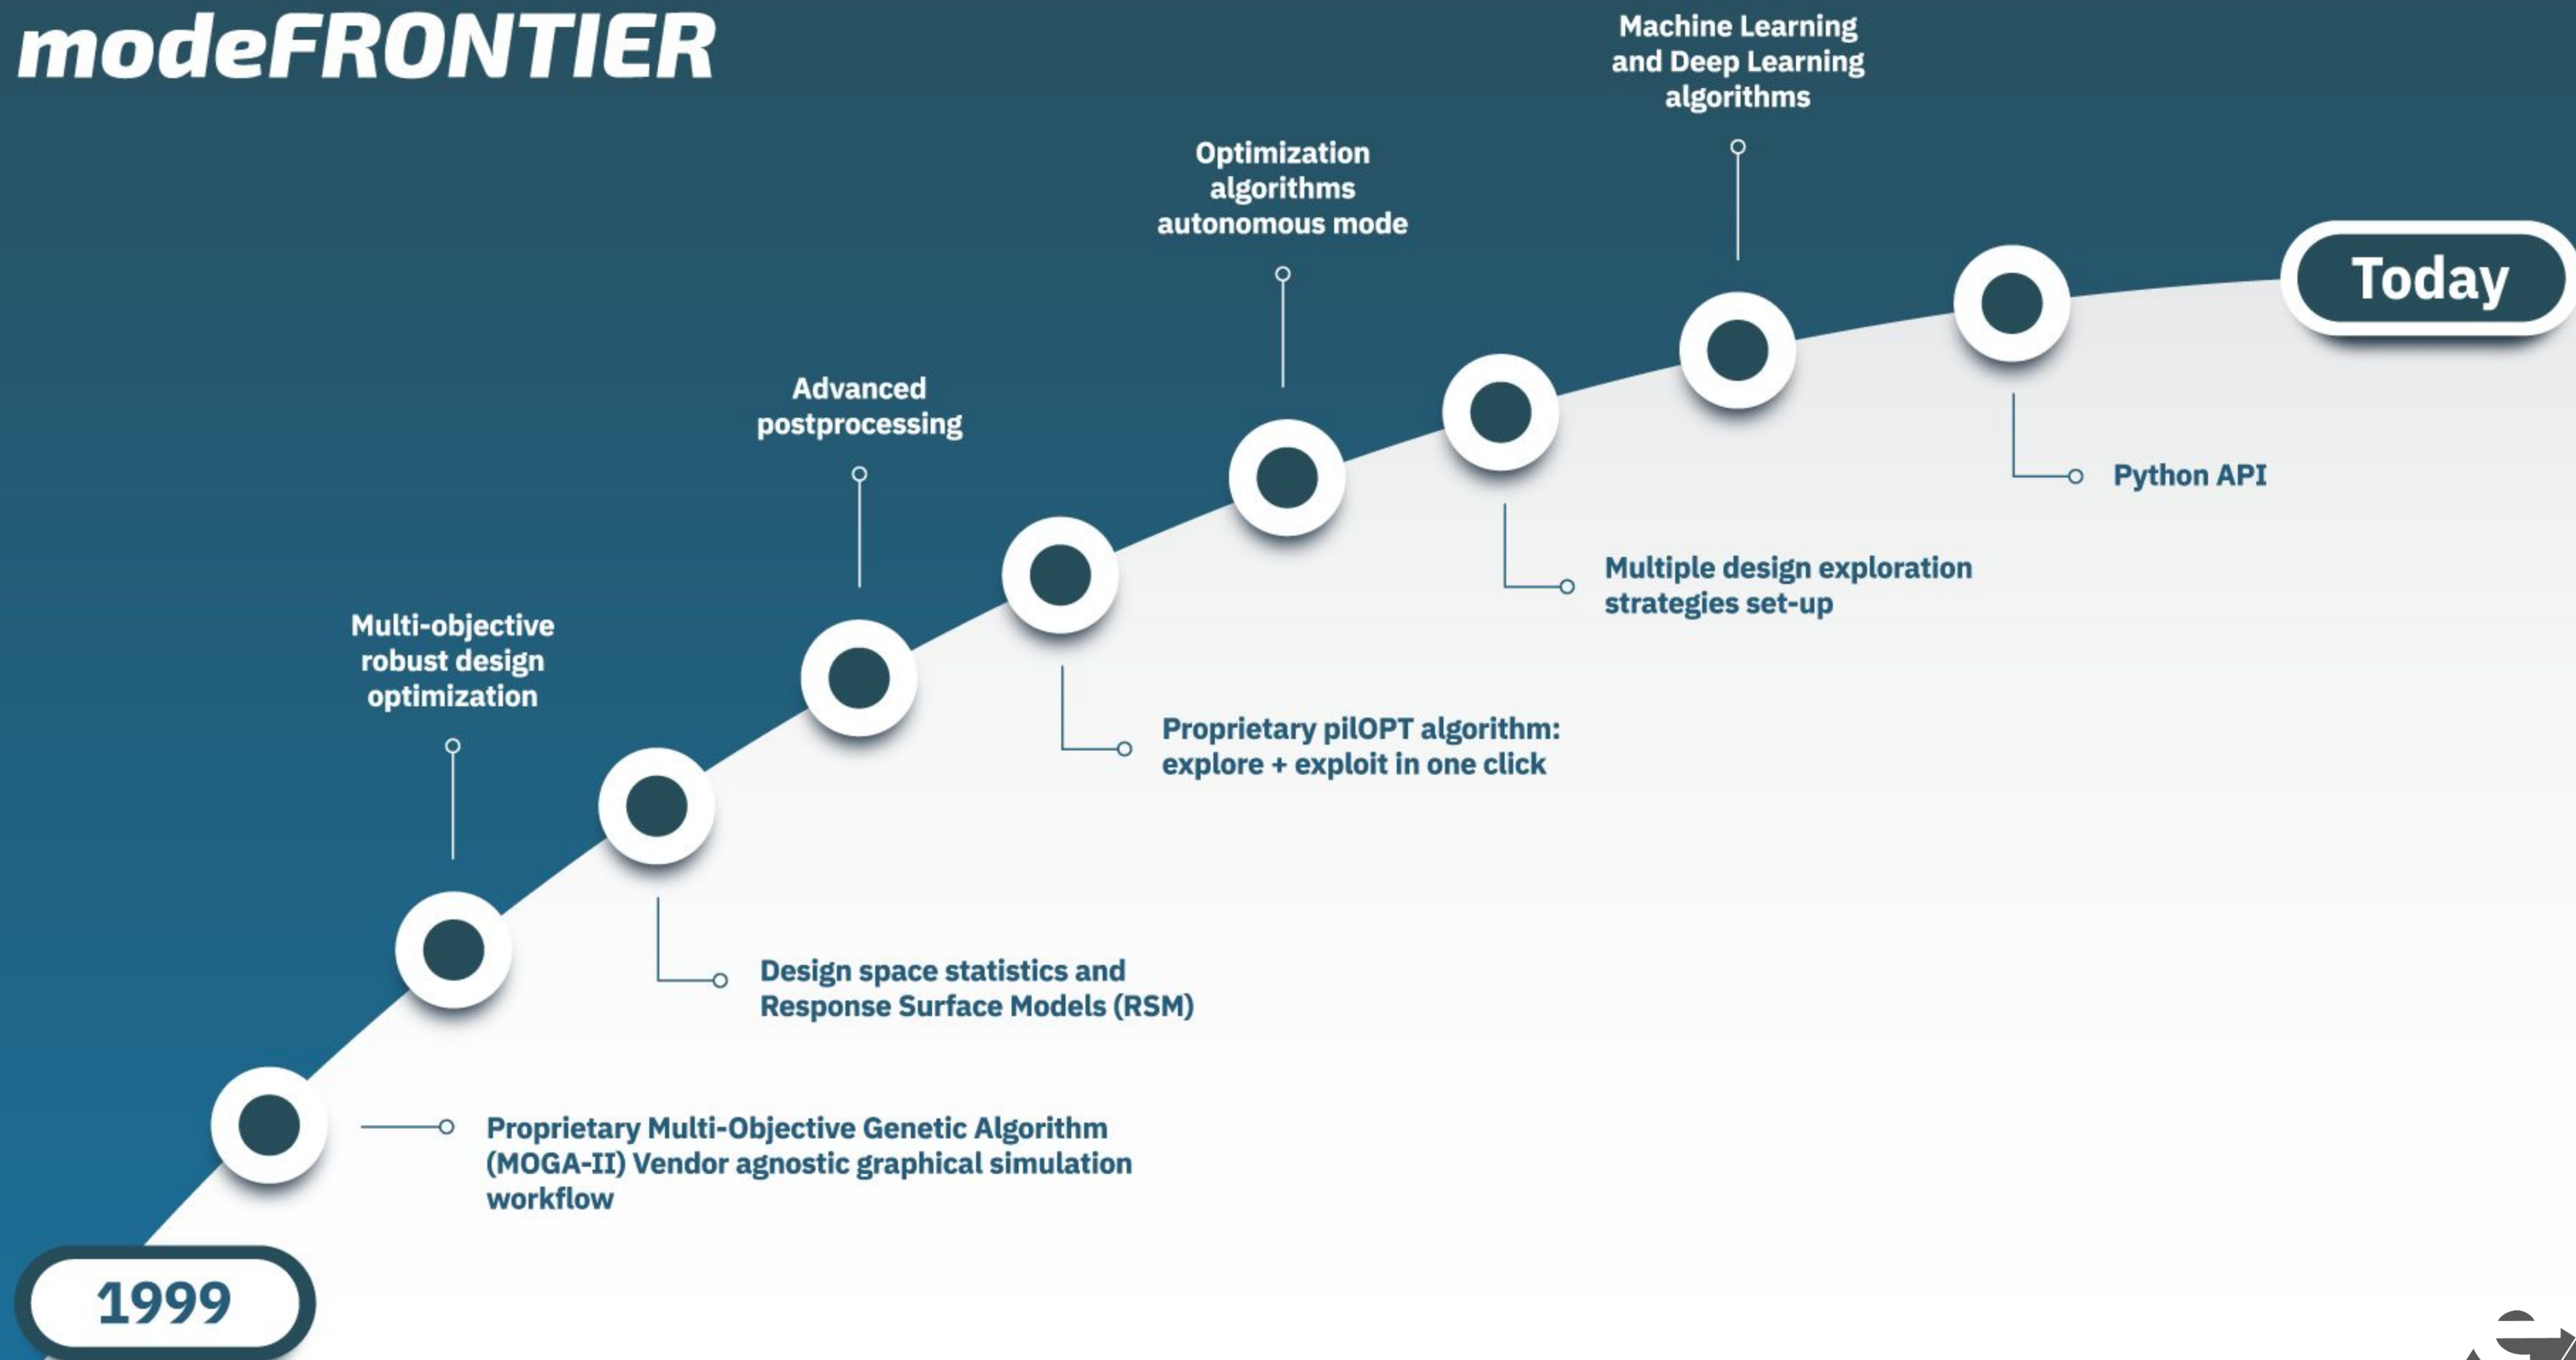 modeFRONTIER
Machine Learning
and Deep Learning
algorithms
Optimization
algorithms
autonomous mode
Today
Advanced
postprocessing
Python API
Multiple design exploration
strategies set-up
Multi-objective
robust design
optimization
Proprietary pilOPT algorithm:
explore + exploit in one click
Design space statistics and
Response Surface Models (RSM)
Proprietary Multi-Objective Genetic Algorithm
(MOGA-II) Vendor agnostic graphical simulation
workflow
1999